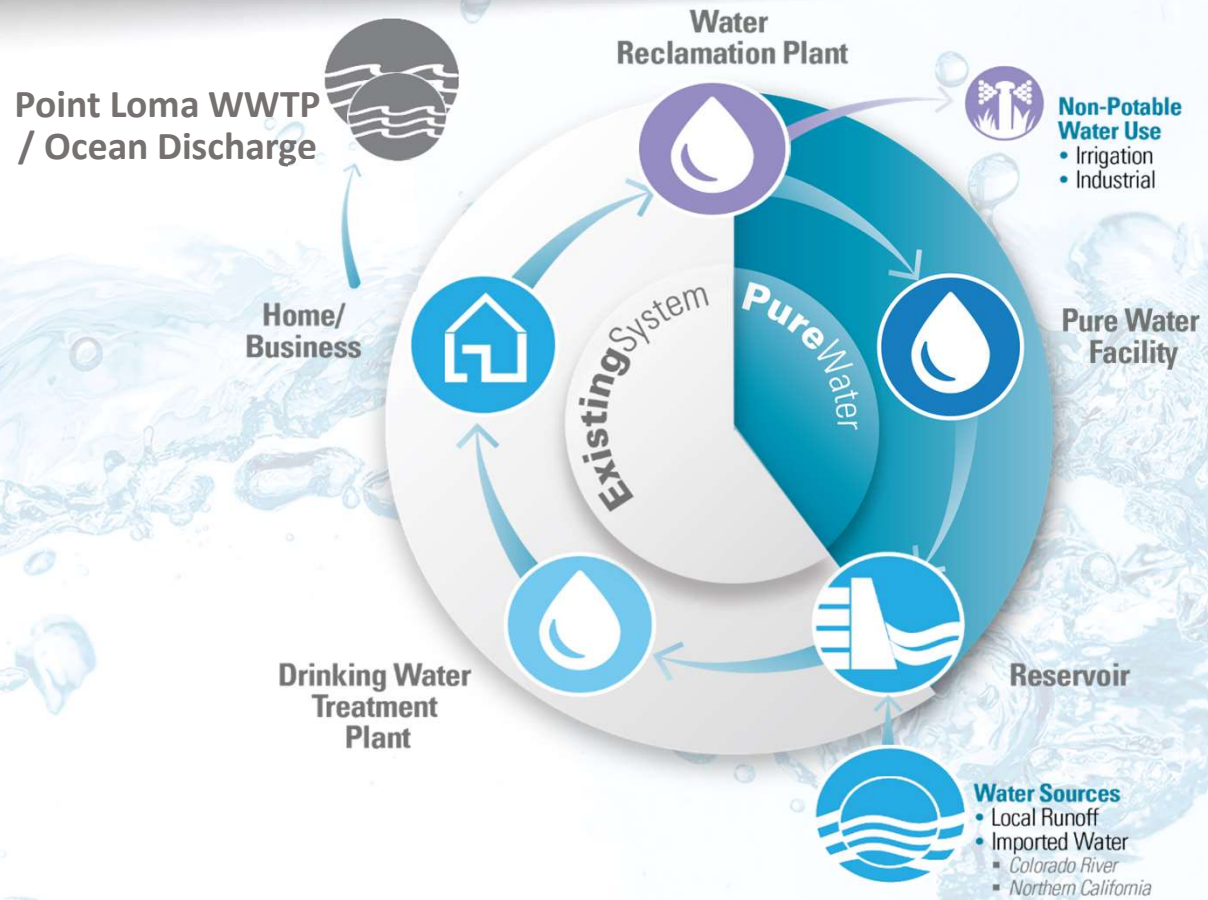 Water
Reclamation Plant
Point Loma WWTP
/ Ocean Discharge
Non-Potable
Water Use
• Irrigation
• Industrial
Home/
Business
ExistingSystem
PureWater
Pure Water
Facility
Drinking Water
Treatment
Plant
Reservoir
Water Sources
• Local Runoff
• Imported Water
▪ Colorado River
▪ Northern California